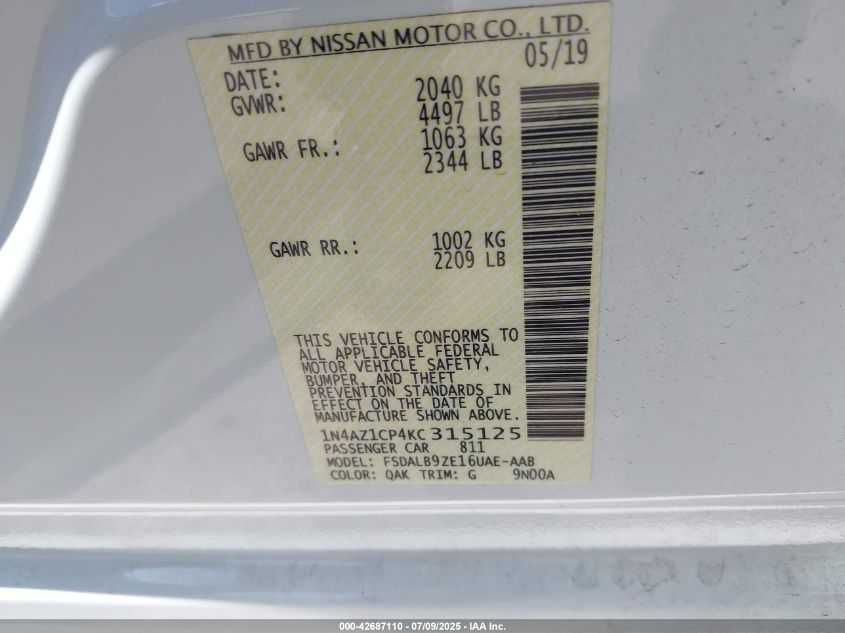 MFD BY NISSAN MOTOR CO., LTD.
DATE: 05/19
GVWR: 2040 KG
4497 LB
GAWR FR.: 1063 KG
2344 LB
GAWR RR.: 1002 KG
2209 LB
THIS VEHICLE CONFORMS TO
ALL APPLICABLE FEDERAL
MOTOR VEHICLE SAFETY,
BUMPER, AND THEFT
PREVENTION STANDARDS IN
EFFECT ON THE DATE OF
MANUFACTURE SHOWN ABOVE.
1N4AZ1CP4KC315125
PASSENGER CAR 811
MODEL: FSDALB9ZE16UAE-AAB
COLOR: QAK TRIM: G 9N00A
000-42687110 - 07/09/2025 - IAA Inc.